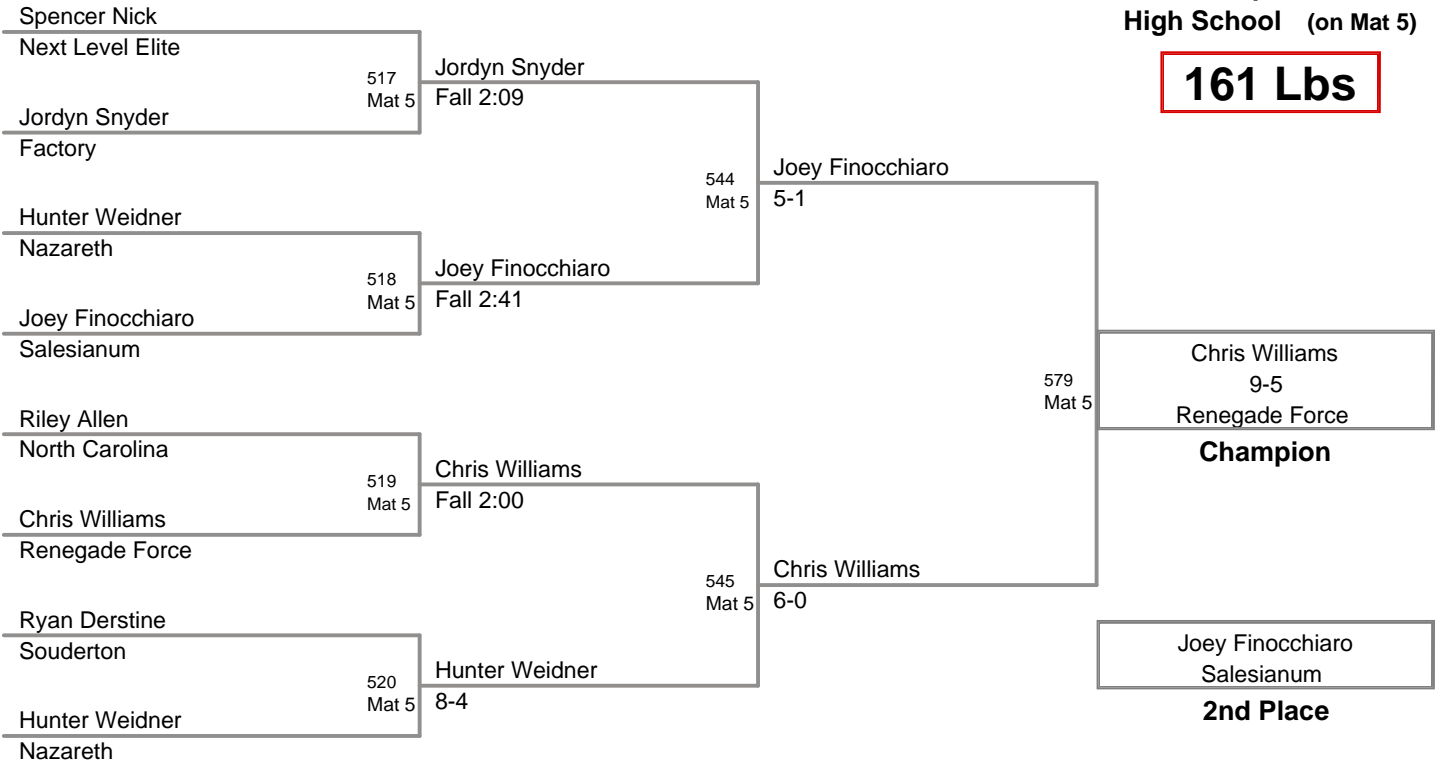 Spencer Nick
Next Level Elite
517
Mat 5
Jordyn Snyder
Factory
Jordyn Snyder
Fall 2:09
Hunter Weidner
Nazareth
518
Mat 5
Joey Finocchiaro
Salesianum
Joey Finocchiaro
Fall 2:41
544
Mat 5
Joey Finocchiaro
5-1
Riley Allen
North Carolina
519
Mat 5
Chris Williams
Renegade Force
Chris Williams
Fall 2:00
Ryan Derstine
Souderton
520
Mat 5
Hunter Weidner
Nazareth
Hunter Weidner
8-4
545
Mat 5
Chris Williams
6-0
579
Mat 5
High School (on Mat 5)
161 Lbs
Chris Williams
9-5
Renegade Force
Champion
Joey Finocchiaro
Salesianum
2nd Place